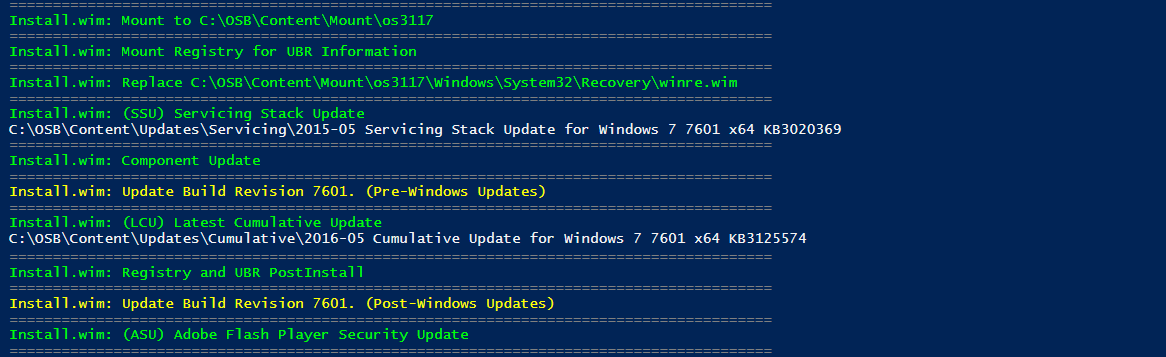 ===========================================================================================
Install.wim: Mount to C:\OSB\Content\Mount\os3117
===========================================================================================
Install.wim: Mount Registry for UBR Information
===========================================================================================
Install.wim: Replace C:\OSB\Content\Mount\os3117\Windows\System32\Recovery\winre.wim
===========================================================================================
Install.wim: (SSU) Servicing Stack Update
C:\OSB\Content\Updates\Servicing\2015-05 Servicing Stack Update for Windows 7 7601 x64 KB3020369
===========================================================================================
Install.wim: Component Update
===========================================================================================
Install.wim: Update Build Revision 7601. (Pre-Windows Updates)
===========================================================================================
Install.wim: (LCU) Latest Cumulative Update
C:\OSB\Content\Updates\Cumulative\2016-05 Cumulative Update for Windows 7 7601 x64 KB3125574
===========================================================================================
Install.wim: Registry and UBR PostInstall
===========================================================================================
Install.wim: Update Build Revision 7601. (Post-Windows Updates)
===========================================================================================
Install.wim: (ASU) Adobe Flash Player Security Update
===========================================================================================